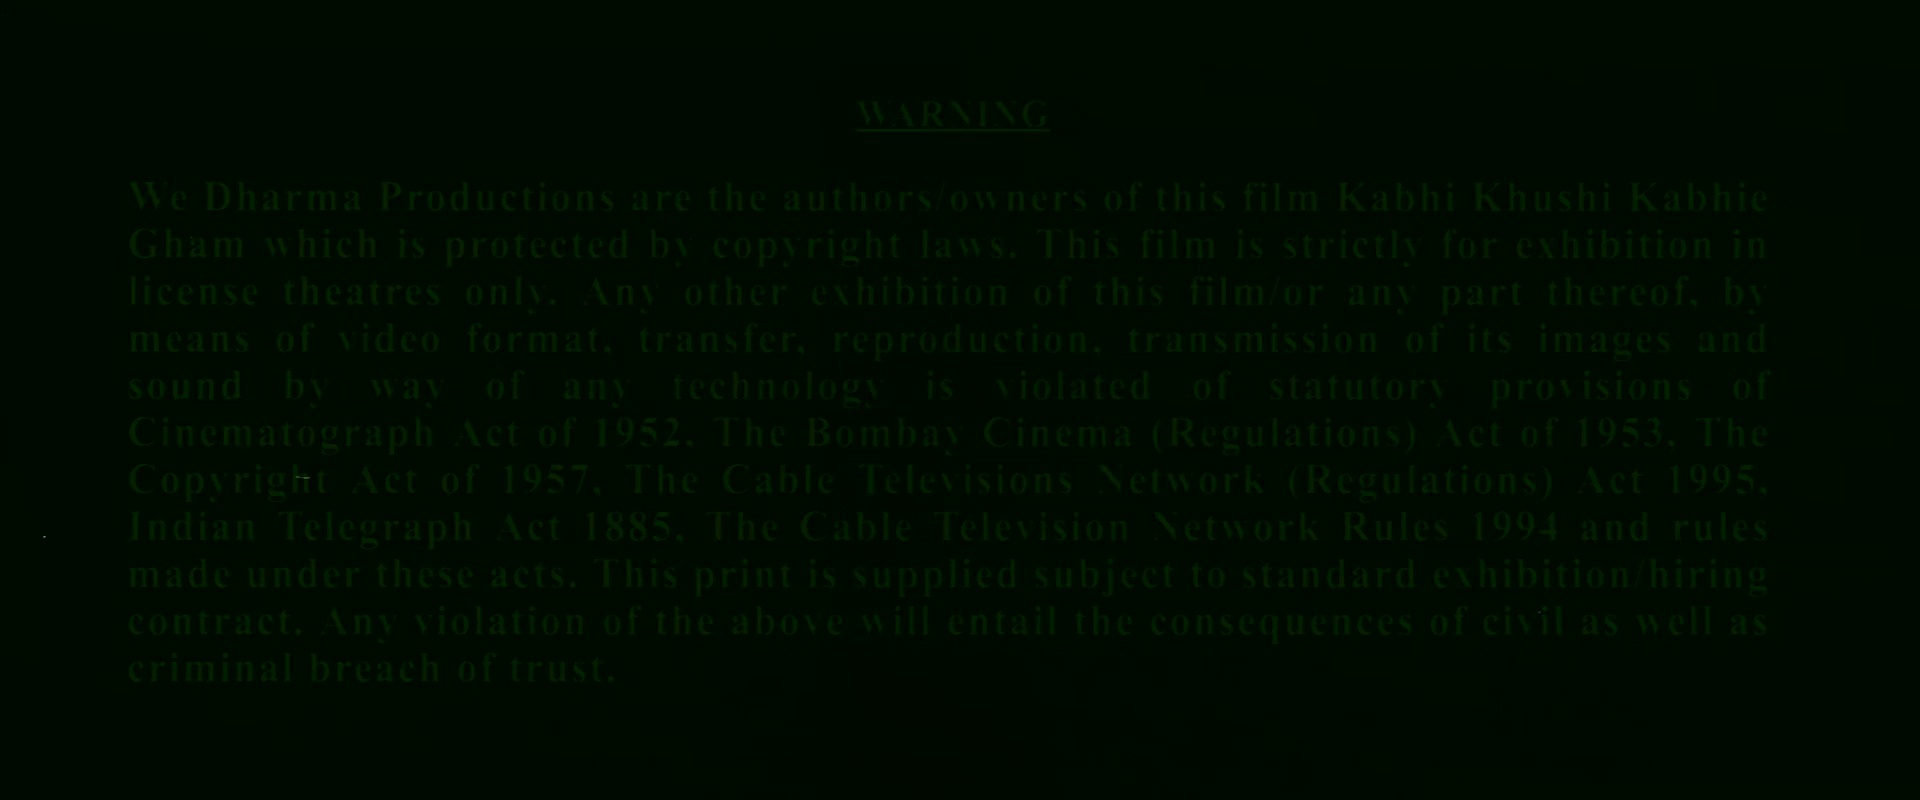 WARNING
We Dharma Productions are the authors/owners of this film Kabhi Khushi Kabhie
Gham which is protected by copyright laws. This film is strictly for exhibition in
license theatres only. Any other exhibition of this film/or any part thereof, by
means of video format, transfer, reproduction, transmission of its images and
sound by way of any technology is violated of statutory provisions of
Cinematograph Act of 1952, The Bombay Cinema (Regulations) Act of 1953, The
Copyright Act of 1957, The Cable Televisions Network (Regulations) Act 1995,
Indian Telegraph Act 1885, The Cable Television Network Rules 1994 and rules
made under these acts. This print is supplied subject to standard exhibition/hiring
contract. Any violation of the above will entail the consequences of civil as well as
criminal breach of trust.